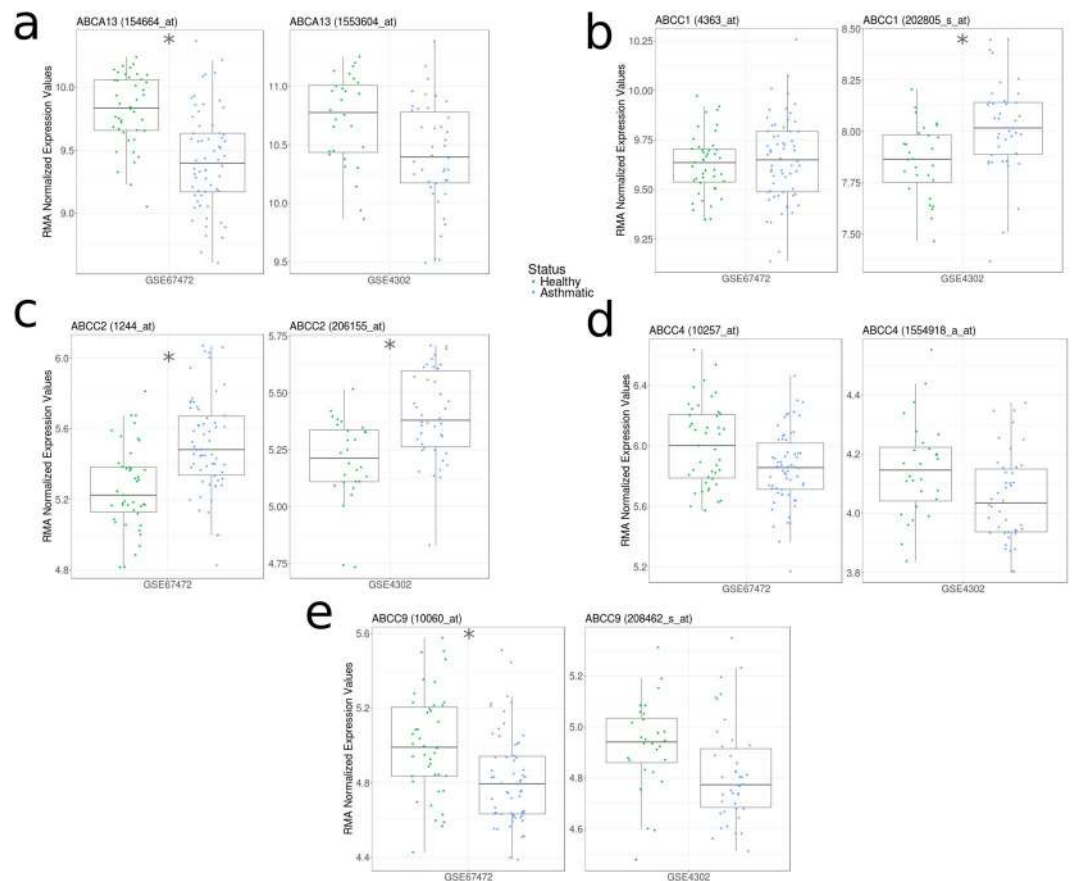 a
ABCA13 (154664_at)
*
ABCA13 (1553604_at)
RMA Normalized Expression Values
10.0
9.5
9.0
11.0
10.5
10.0
9.5
GSE67472
GSE4302
b
ABCC1 (4363_at)
ABCC1 (202805_s_at)
*
RMA Normalized Expression Values
10.25
10.00
9.75
9.50
9.25
8.50
8.25
8.00
7.75
7.50
GSE67472
GSE4302
Status
Healthy
Asthmatic
c
ABCC2 (1244_at)
*
ABCC2 (206155_at)
*
RMA Normalized Expression Values
6.0
5.6
5.2
4.8
5.75
5.50
5.25
5.00
4.75
GSE67472
GSE4302
d
ABCC4 (10257_at)
ABCC4 (1554918_a_at)
RMA Normalized Expression Values
6.4
6.0
5.6
5.2
4.4
4.2
4.0
3.8
GSE67472
GSE4302
e
ABCC9 (10060_at)
*
ABCC9 (208462_s_at)
RMA Normalized Expression Values
5.6
5.2
4.8
4.4
5.2
5.0
4.8
4.6
GSE67472
GSE4302